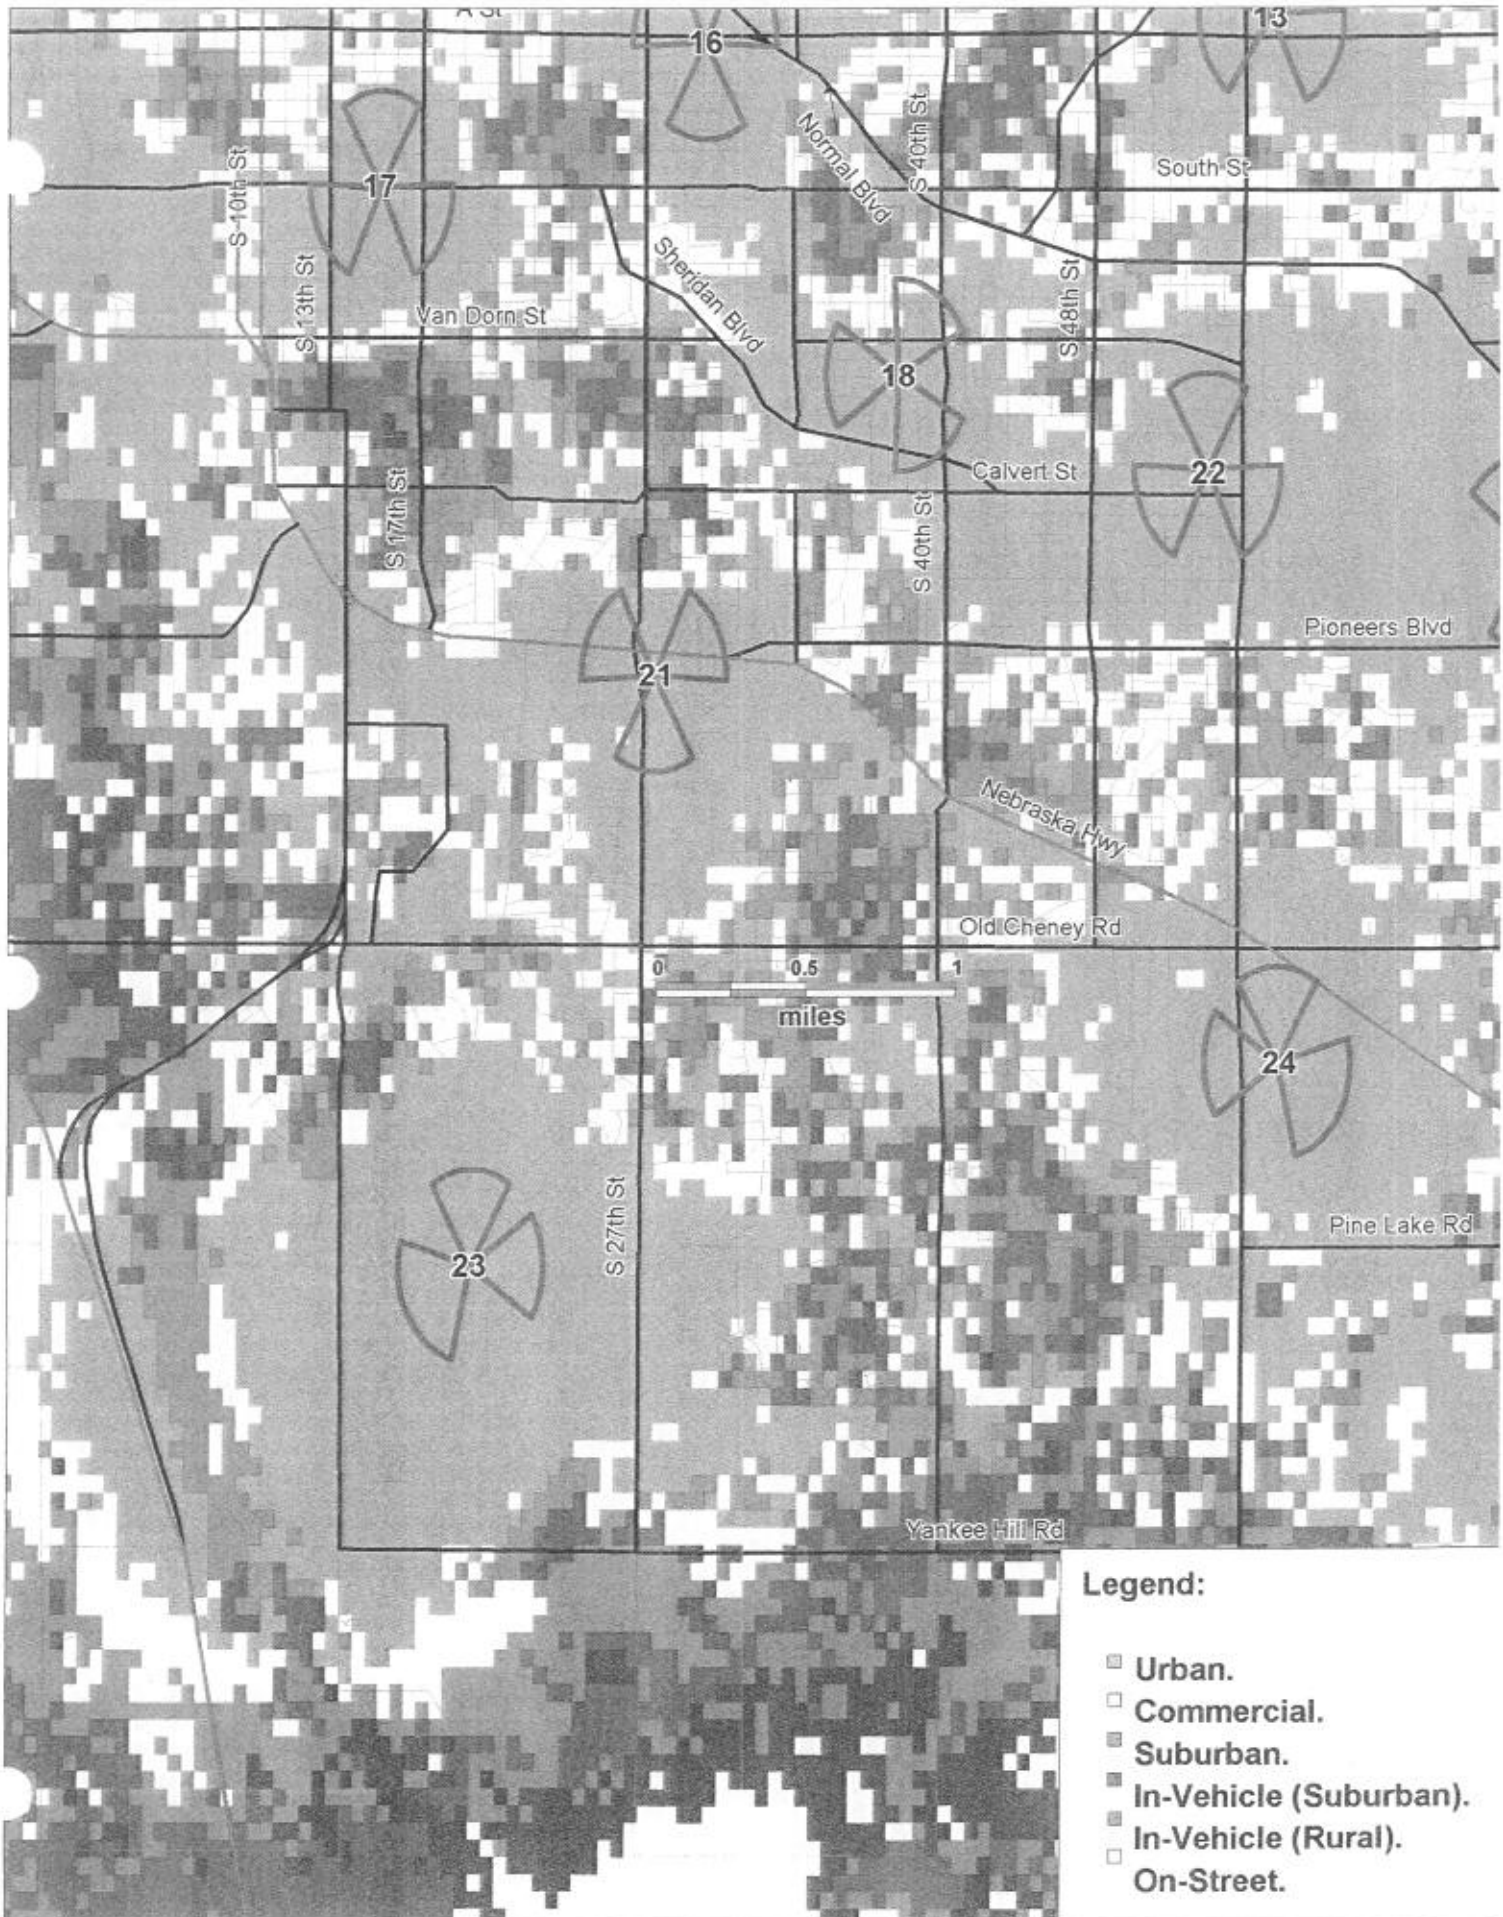 A St
16
13
S 10th St
17
Normal Blvd
S 40th St
South St
S 13th St
Sheridan Blvd
S 48th St
Van Dorn St
18
Calvert St
22
S 17th St
S 40th St
Pioneers Blvd
21
Nebraska Hwy
Old Cheney Rd
0 0.5 1
miles
24
S 27th St
Pine Lake Rd
23
Yankee Hill Rd
Legend:
Urban.
Commercial.
Suburban.
In-Vehicle (Suburban).
In-Vehicle (Rural).
On-Street.